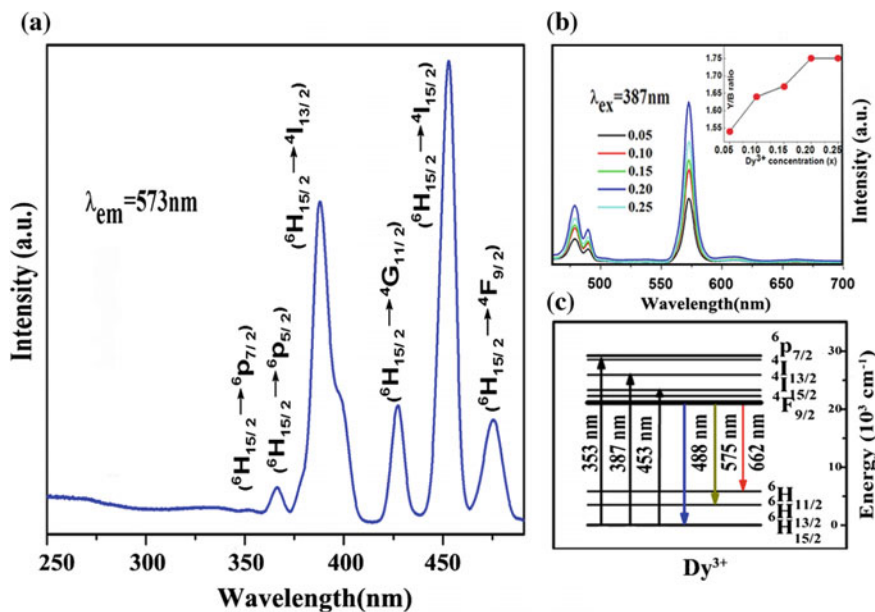 (a)
λem=573nm
(⁶H₁₅/₂→⁶p₇/₂)
(⁶H₁₅/₂→⁶p₅/₂)
(⁶H₁₅/₂→⁴I₁₃/₂)
(⁶H₁₅/₂→⁴G₁₁/₂)
(⁶H₁₅/₂→⁴I₁₅/₂)
(⁶H₁₅/₂→⁴F₉/₂)
Intensity (a.u.)
250 300 350 400 450
Wavelength(nm)
(b)
λex=387nm
0.05
0.10
0.15
0.20
0.25
1.75
1.70
1.65
1.60
1.55
Y/B ratio
0.05 0.10 0.15 0.20 0.25
Dy³⁺ concentration (x)
Intensity (a.u.)
500 550 600 650 700
Wavelength(nm)
(c)
⁶p₇/₂
⁴I₁₃/₂
⁴I₁₅/₂
⁴F₉/₂
353 nm
387 nm
453 nm
488 nm
575 nm
662 nm
⁶H₁₁/₂
⁶H₁₃/₂
⁶H₁₅/₂
30
20
10
0
Energy (10³ cm⁻¹)
Dy³⁺